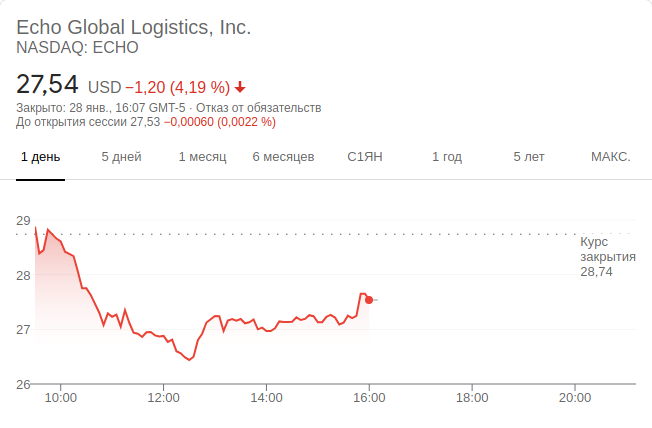 Echo Global Logistics, Inc.
NASDAQ: ECHO
27,54 USD −1,20 (4,19 %)
Закрыто: 28 янв., 16:07 GMT-5 · Отказ от обязательств
До открытия сессии 27,53 −0,00060 (0,0022 %)
1 день 5 дней 1 месяц 6 месяцев С1ЯН 1 год 5 лет МАКС.
29
Курс
закрытия
28,74
28
27
26
10:00 12:00 14:00 16:00 18:00 20:00